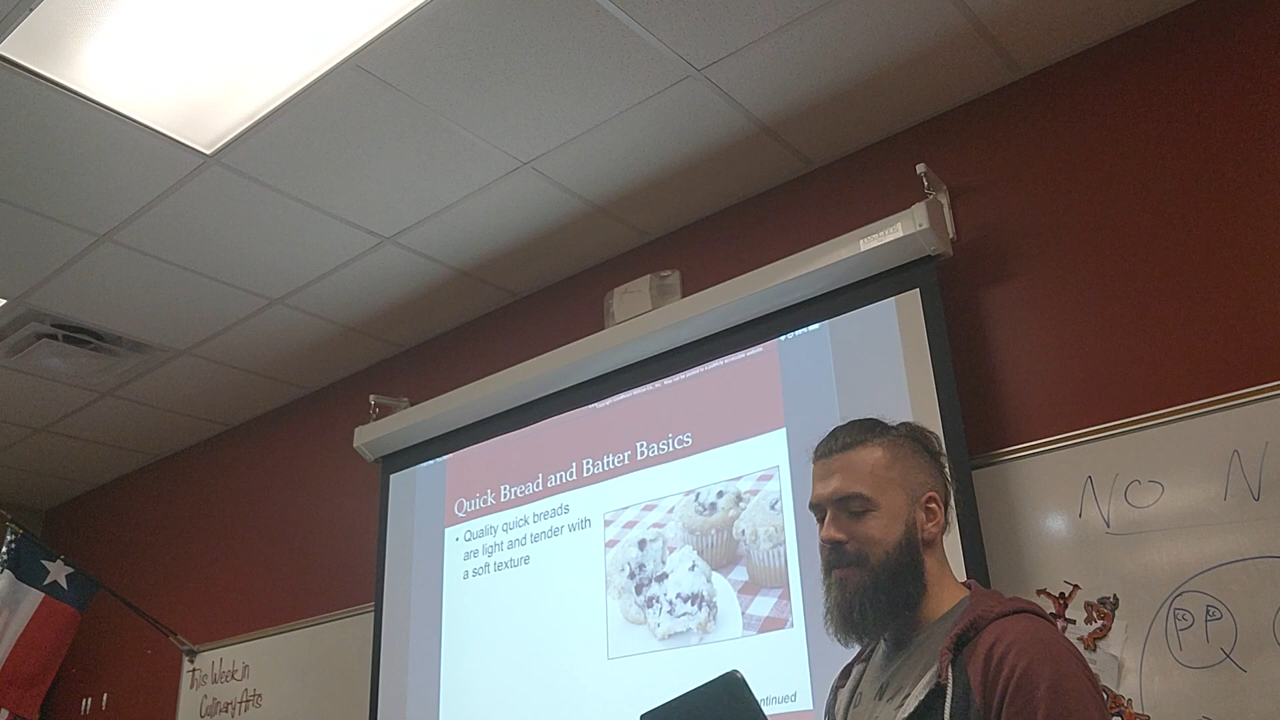 Quick Bread and Batter Basics
• Quality quick breads
are light and tender with
a soft texture
ntinued
This Week in
Culinary Arts
NO N
PP